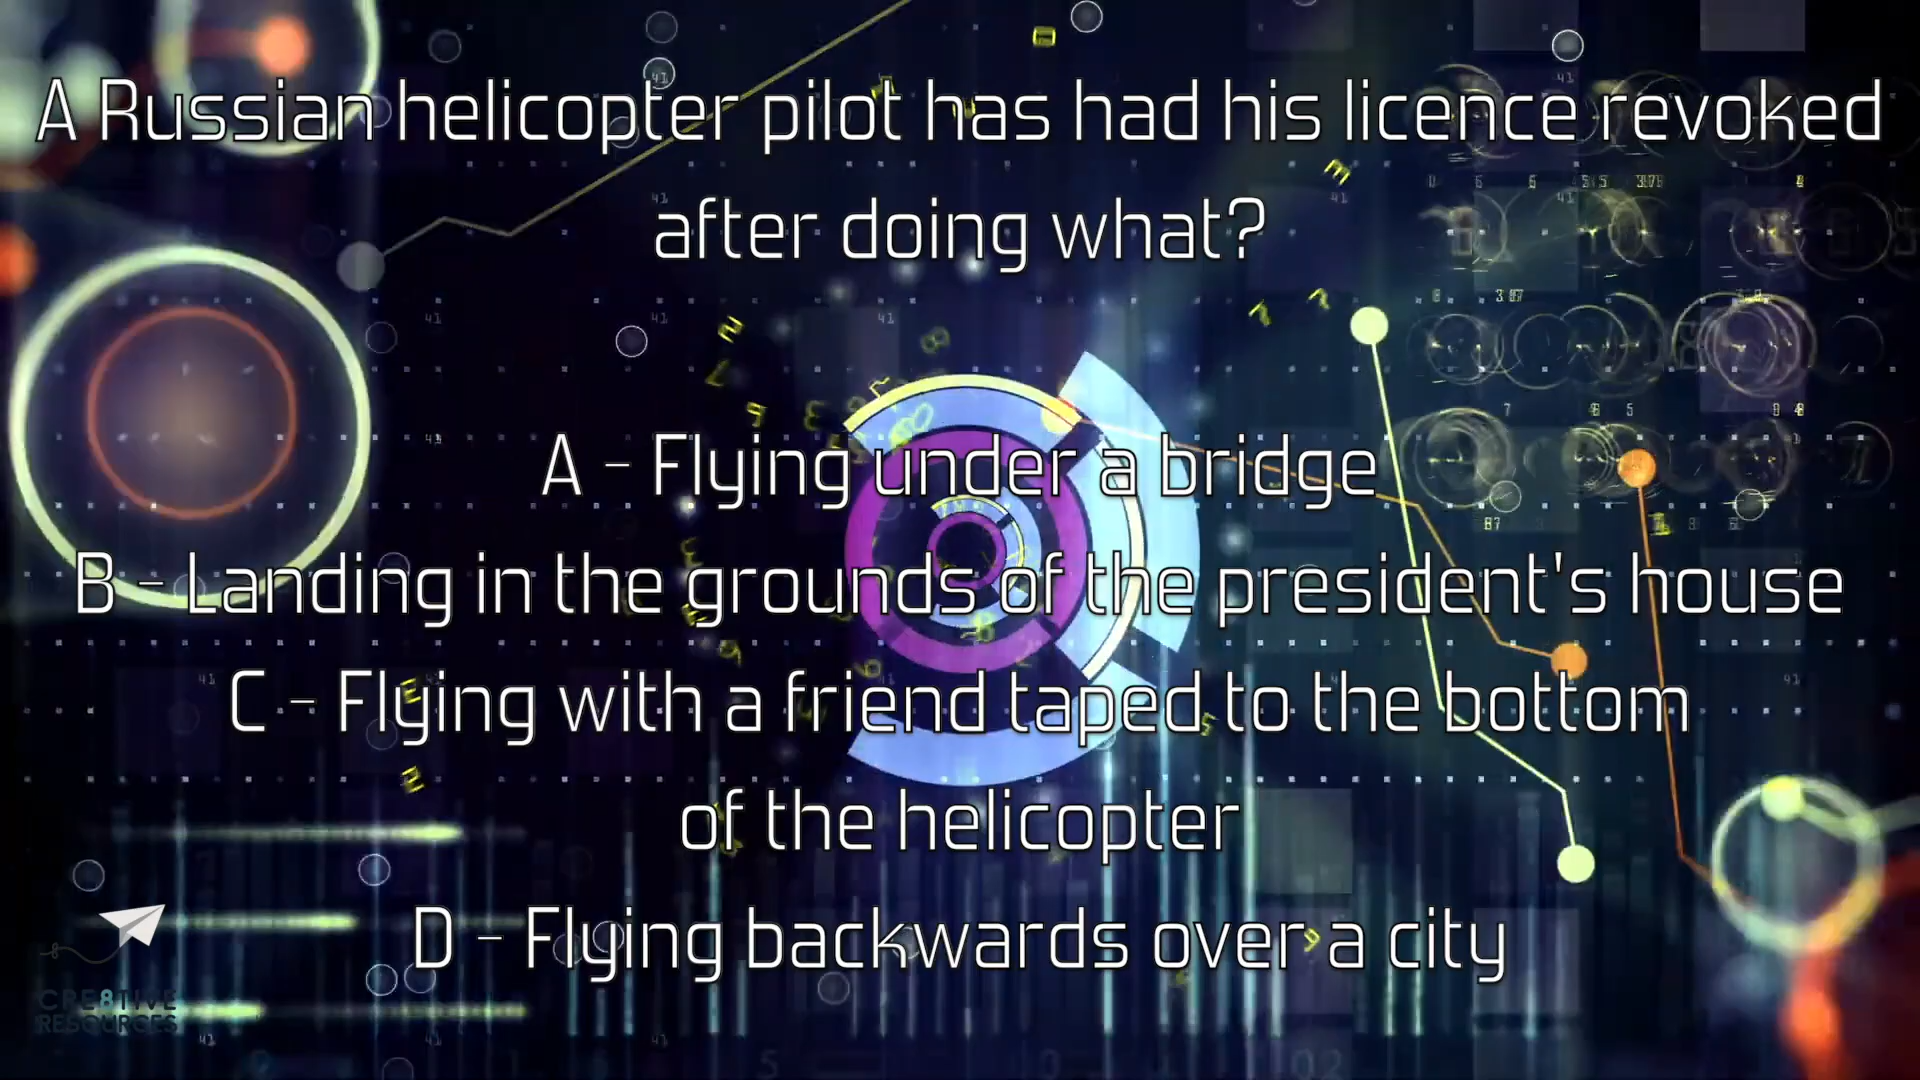 A Russian helicopter pilot has had his licence revoked
after doing what?
A - Flying under a bridge
B - Landing in the grounds of the president's house
C - Flying with a friend taped to the bottom
of the helicopter
D - Flying backwards over a city
CRE8TIVE
RESOURCES